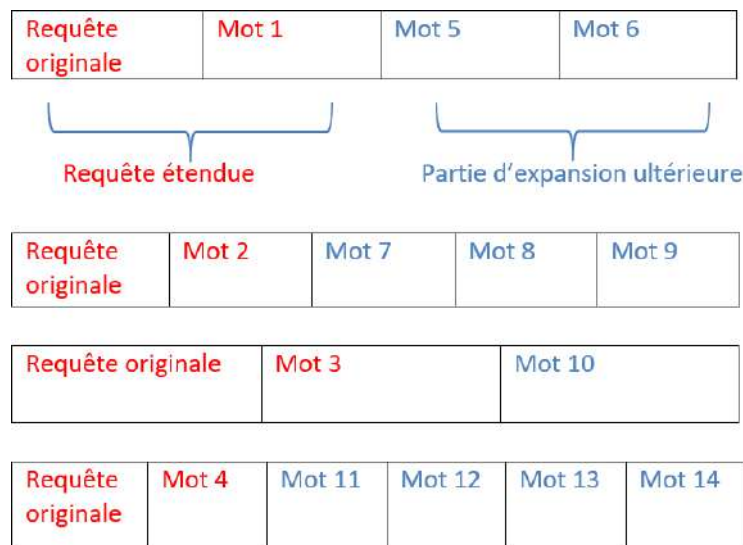 Requête Mot 1 Mot 5 Mot 6
originale
Requête étendue Partie d'expansion ultérieure
Requête Mot 2 Mot 7 Mot 8 Mot 9
originale
Requête originale Mot 3 Mot 10
Requête Mot 4 Mot 11 Mot 12 Mot 13 Mot 14
originale